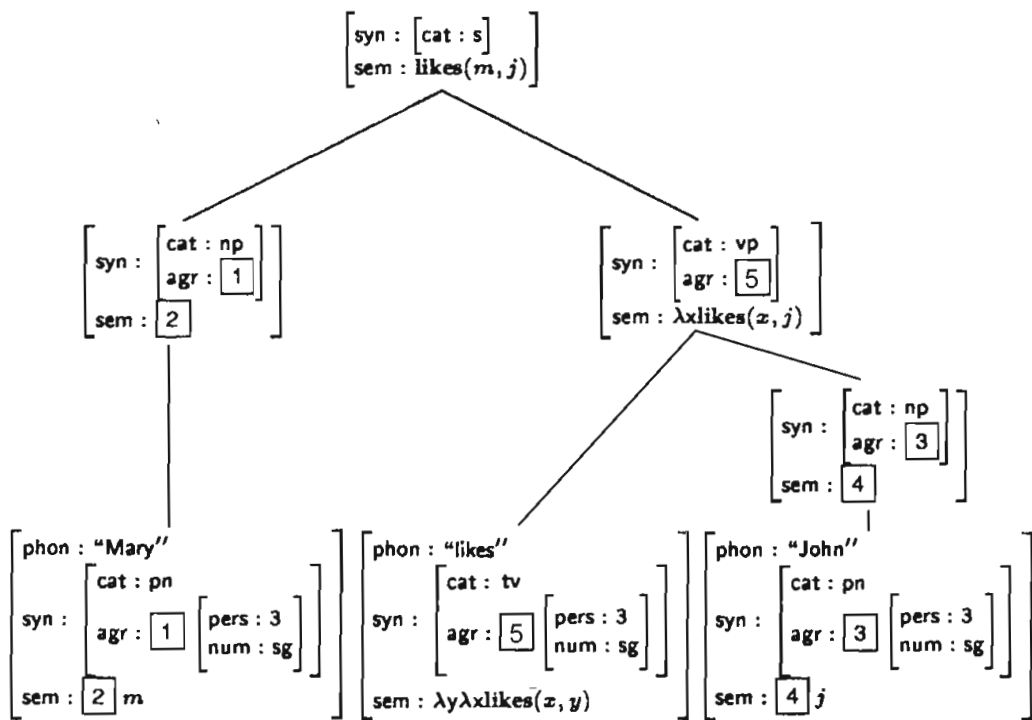 syn : [cat : s]
sem : likes(m, j)
syn : [cat : np
agr : 1]
sem : 2
syn : [cat : vp
agr : 5]
sem : λxlikes(x, j)
syn : [cat : np
agr : 3]
sem : 4
phon : “Mary”
syn : [cat : pn
agr : 1 [pers : 3
num : sg]]
sem : 2 m
phon : “likes”
syn : [cat : tv
agr : 5 [pers : 3
num : sg]]
sem : λyλxlikes(x, y)
phon : “John”
syn : [cat : pn
agr : 3 [pers : 3
num : sg]]
sem : 4 j